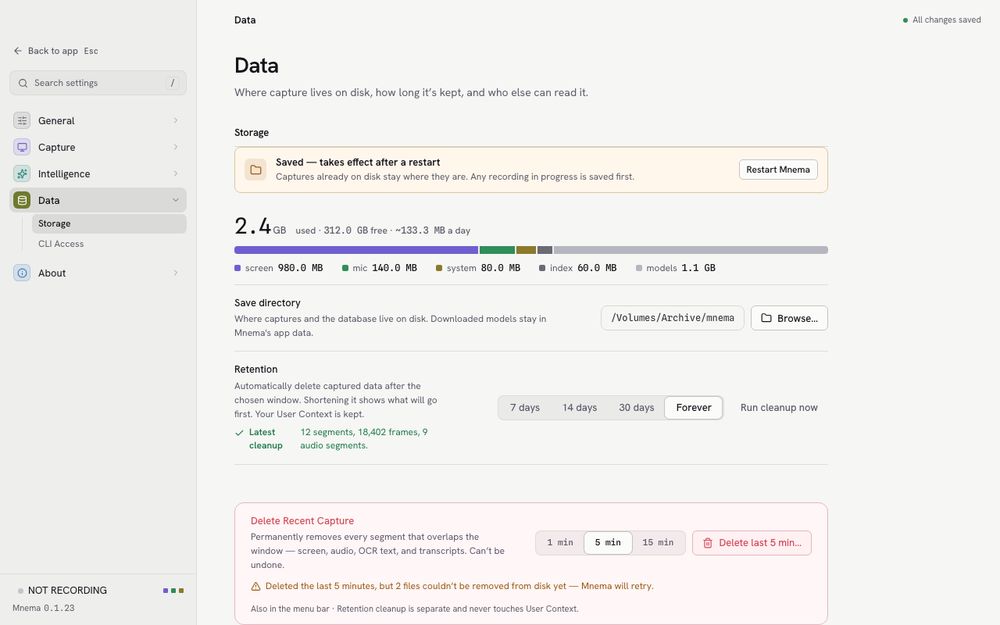 Back to app Esc
Search settings /
General
Capture
Intelligence
Data
Storage
CLI Access
About
NOT RECORDING
Mnema 0.1.23
Data
All changes saved
Data
Where capture lives on disk, how long it’s kept, and who else can read it.
Storage
Saved — takes effect after a restart
Captures already on disk stay where they are. Any recording in progress is saved first.
Restart Mnema
2.4 GB used · 312.0 GB free · ~133.3 MB a day
screen 980.0 MB mic 140.0 MB system 80.0 MB index 60.0 MB models 1.1 GB
Save directory
Where captures and the database live on disk. Downloaded models stay in
Mnema's app data.
/Volumes/Archive/mnema
Browse…
Retention
Automatically delete captured data after the
chosen window. Shortening it shows what will go
first. Your User Context is kept.
Latest cleanup
12 segments, 18,402 frames, 9
audio segments.
7 days 14 days 30 days Forever Run cleanup now
Delete Recent Capture
Permanently removes every segment that overlaps the
window — screen, audio, OCR text, and transcripts. Can’t be
undone.
1 min 5 min 15 min Delete last 5 min…
Deleted the last 5 minutes, but 2 files couldn’t be removed from disk yet — Mnema will retry.
Also in the menu bar · Retention cleanup is separate and never touches User Context.